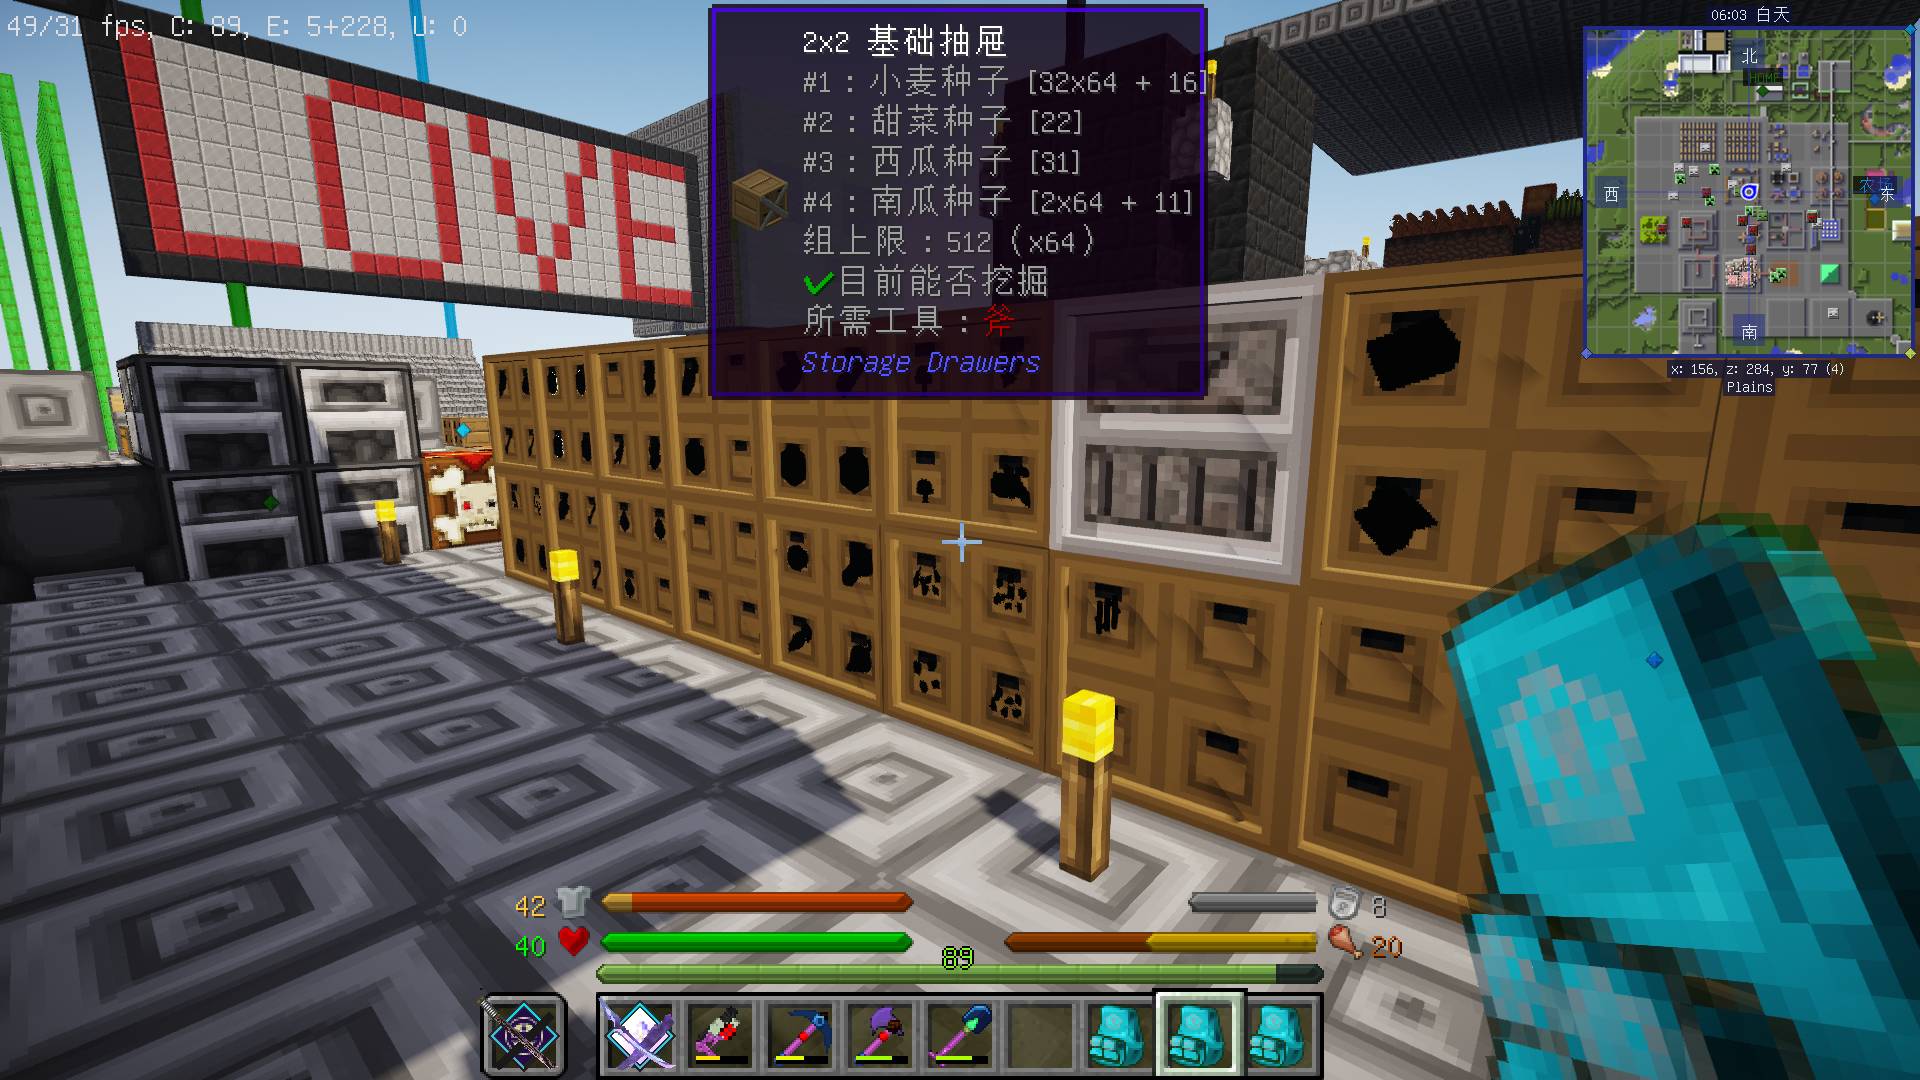 49/31 fps, C: 89, E: 5+228, U: 0
LOVE
2x2 基础抽屉
#1 : 小麦种子 [32x64 + 16]
#2 : 甜菜种子 [22]
#3 : 西瓜种子 [31]
#4 : 南瓜种子 [2x64 + 11]
组上限 : 512 (x64)
目前能否挖掘
所需工具 : 斧
Storage Drawers
06:03 白天
北
HOME
西
农场
东
南
x: 156, z: 284, y: 77 (4)
Plains
42
8
40
89
20